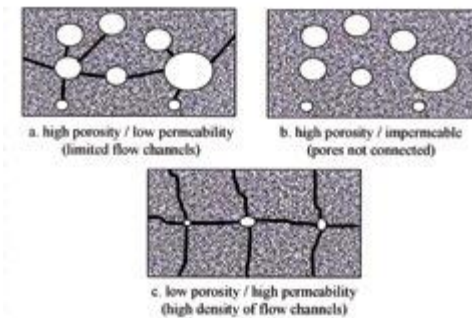 a. high porosity / low permeability
(limited flow channels)
b. high porosity / impermeable
(pores not connected)
c. low porosity / high permeability
(high density of flow channels)